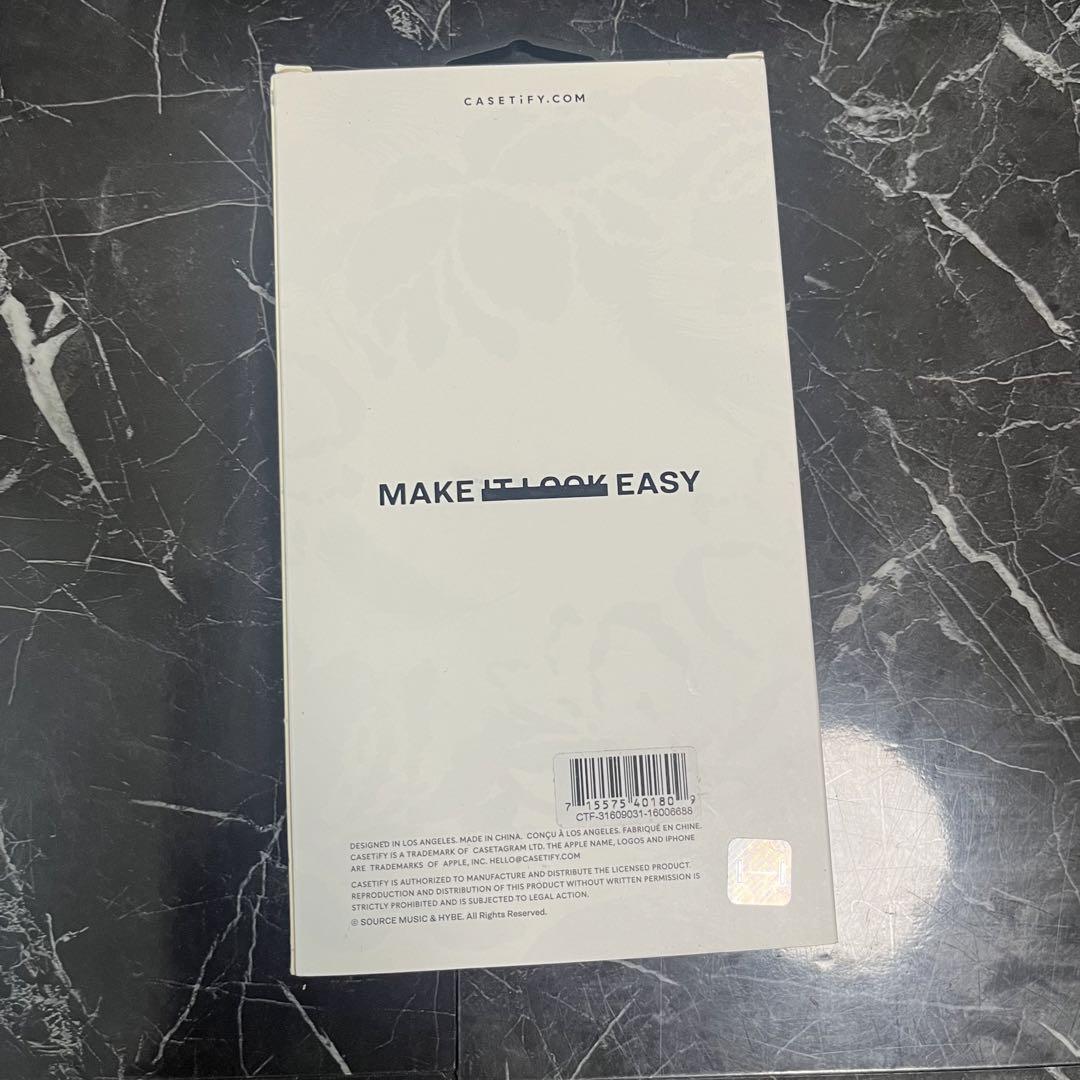 CASETiFY.COM
MAKE IT LOOK EASY
7 15575 40180 9
CTF-31609031-16006688
DESIGNED IN LOS ANGELES. MADE IN CHINA. CONÇU À LOS ANGELES. FABRIQUÉ EN CHINE.
CASETiFY IS A TRADEMARK OF CASETAGRAM LTD. THE APPLE NAME, LOGOS AND IPHONE
ARE TRADEMARKS OF APPLE, INC. HELLO@CASETIFY.COM
CASETiFY IS AUTHORIZED TO MANUFACTURE AND DISTRIBUTE THE LICENSED PRODUCT.
REPRODUCTION AND DISTRIBUTION OF THIS PRODUCT WITHOUT WRITTEN PERMISSION IS
STRICTLY PROHIBITED AND IS SUBJECTED TO LEGAL ACTION.
© SOURCE MUSIC & HYBE. All Rights Reserved.